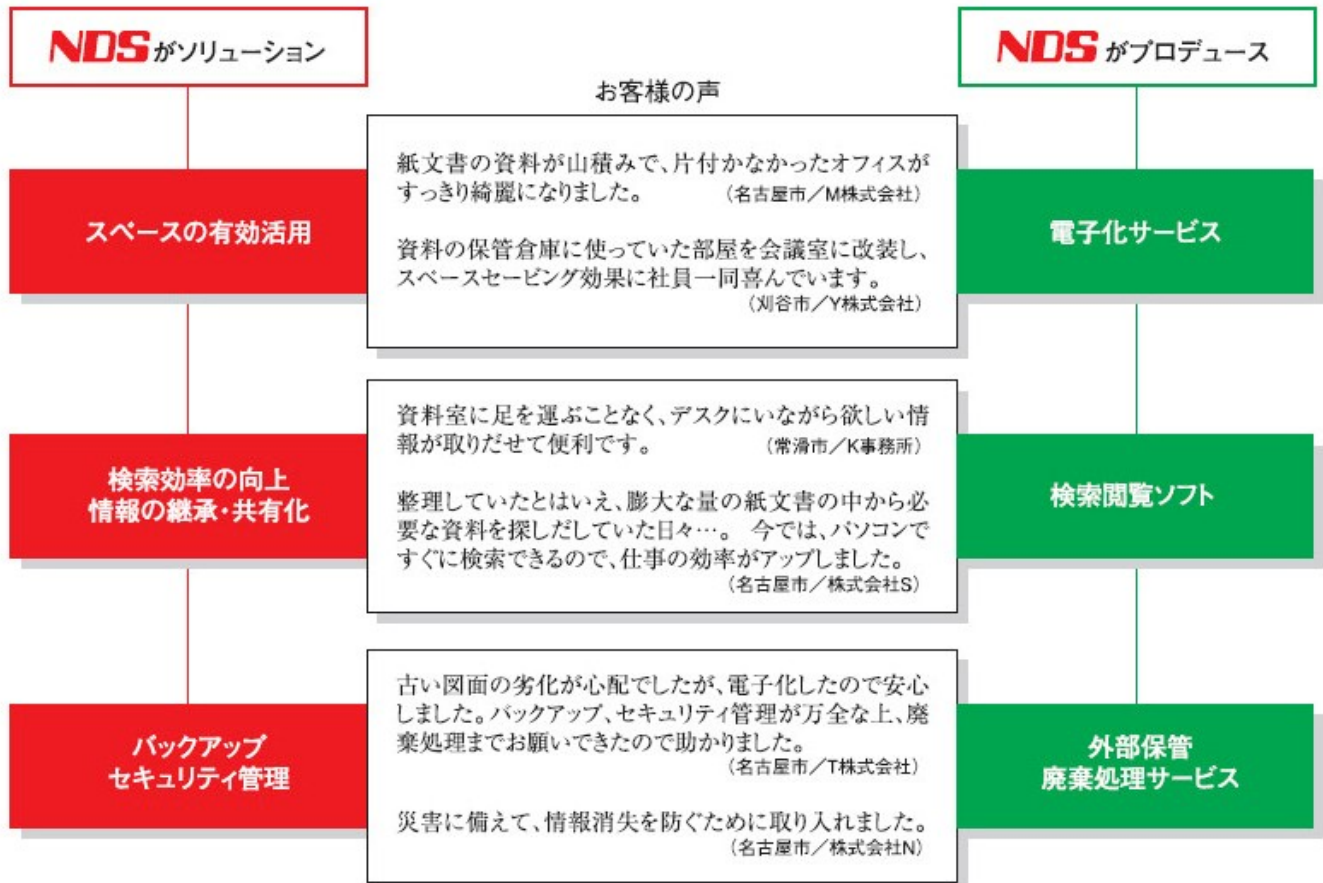 NDSがソリューション
NDSがプロデュース
お客様の声
スペースの有効活用
紙文書の資料が山積みで、片付かなかったオフィスが
すっきり綺麗になりました。 （名古屋市／M株式会社）
資料の保管倉庫に使っていた部屋を会議室に改装し、
スペースセービング効果に社員一同喜んでいます。
（刈谷市／Y株式会社）
電子化サービス
検索効率の向上
情報の継承・共有化
資料室に足を運ぶことなく、デスクにいながら欲しい情
報が取りだせて便利です。 （常滑市／K事務所）
整理していたとはいえ、膨大な量の紙文書の中から必
要な資料を探しだしていた日々…。 今では、パソコンで
すぐに検索できるので、仕事の効率がアップしました。
（名古屋市／株式会社S）
検索閲覧ソフト
バックアップ
セキュリティ管理
古い図面の劣化が心配でしたが、電子化したので安心
しました。バックアップ、セキュリティ管理が万全な上、廃
棄処理までお願いできたので助かりました。
（名古屋市／T株式会社）
災害に備えて、情報消失を防ぐために取り入れました。
（名古屋市／株式会社N）
外部保管
廃棄処理サービス